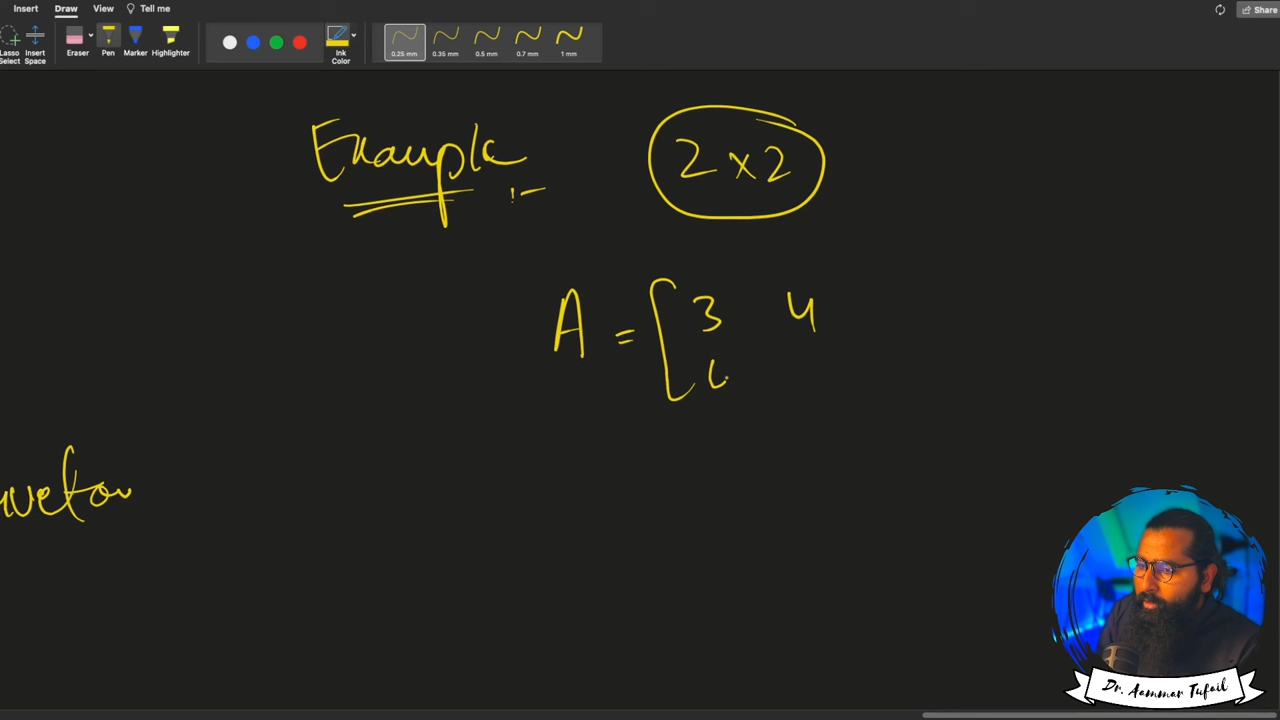 Insert Draw View Tell me
Share
Lasso Select
Insert Space
Eraser
Pen
Marker
Highlighter
Ink Color
0.25 mm
0.35 mm
0.5 mm
0.7 mm
1 mm
Example :- 2 x 2
A = [ 3 4
Dr. Aammar Tufail